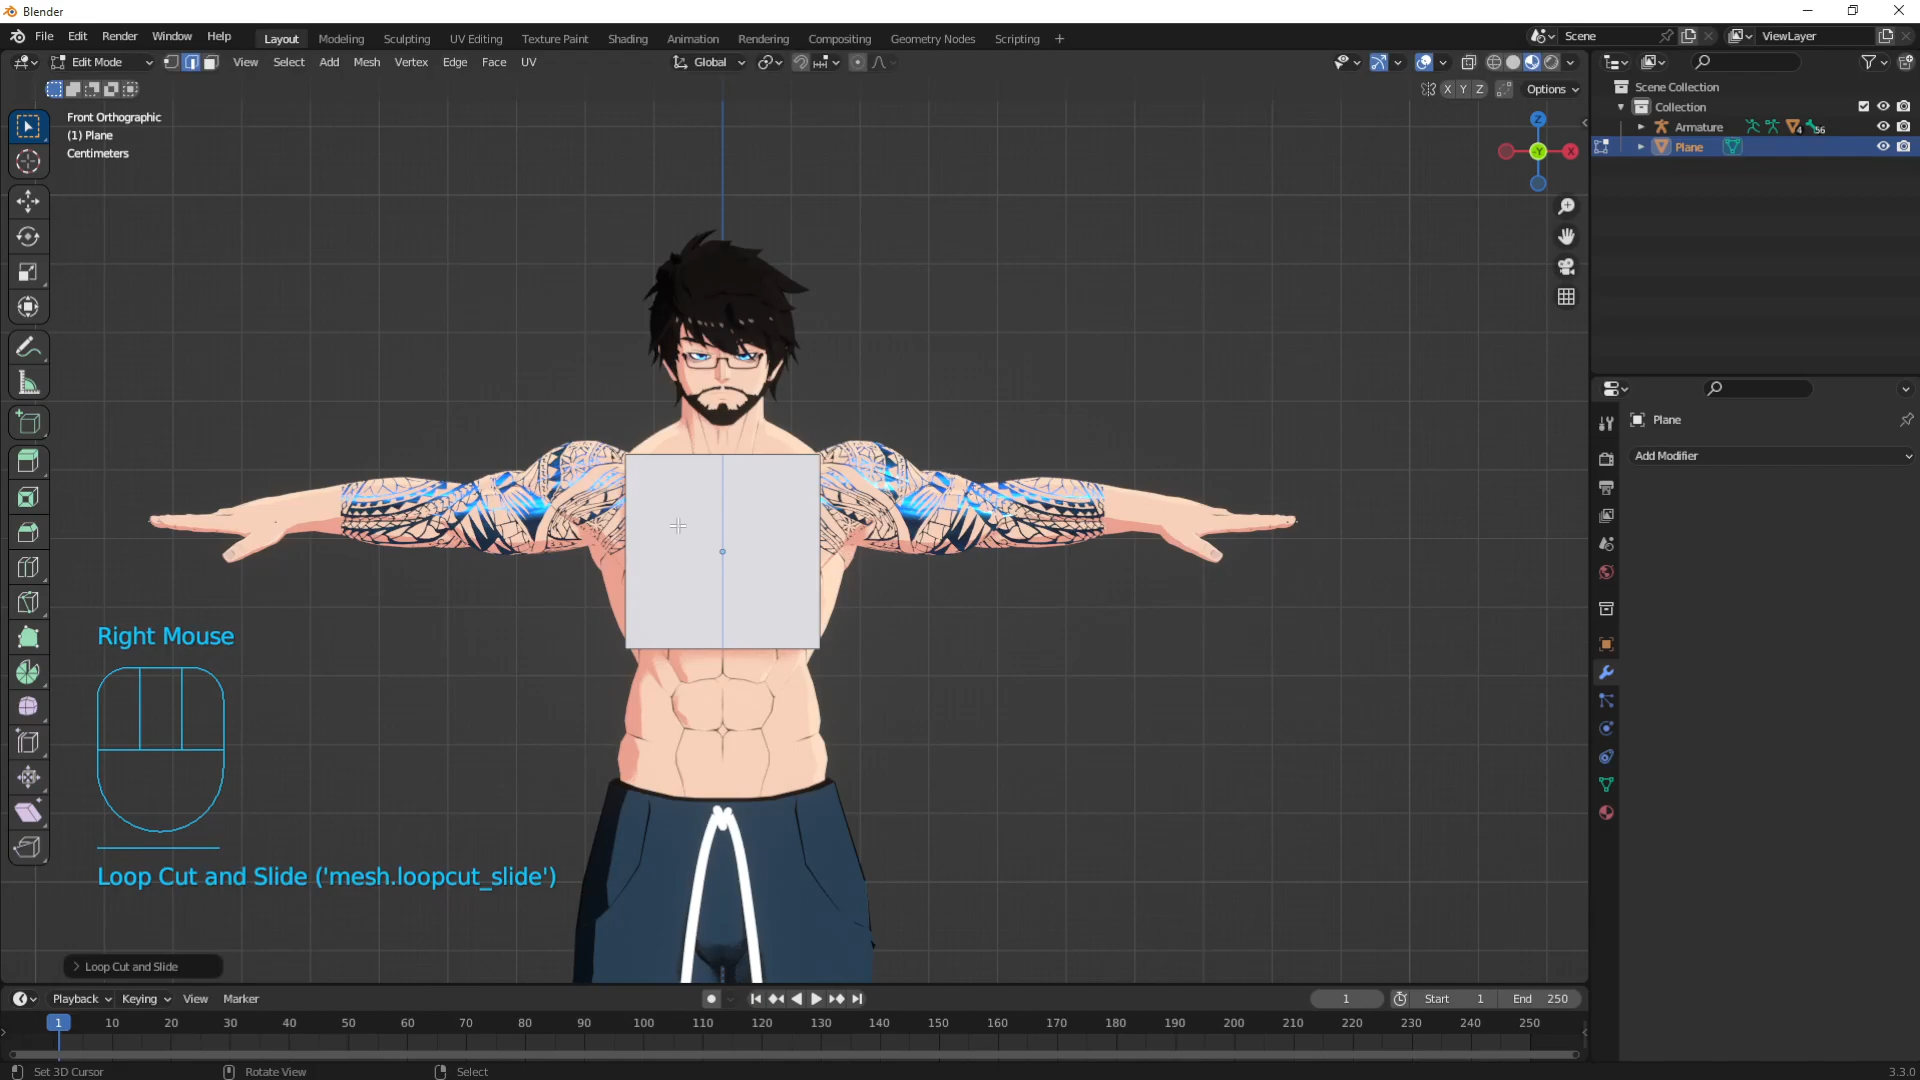 Blender
File Edit Render Window Help
Layout Modeling Sculpting UV Editing Texture Paint Shading Animation Rendering Compositing Geometry Nodes Scripting +
Scene
ViewLayer
Edit Mode
View Select Add Mesh Vertex Edge Face UV
Global
X Y Z
Options
Front Orthographic
(1) Plane
Centimeters
Z
-Y
X
Scene Collection
Collection
Armature
4
56
Plane
Plane
Add Modifier
Right Mouse
Loop Cut and Slide ('mesh.loopcut_slide')
Loop Cut and Slide
Playback Keying View Marker
1
Start 1
End 250
1 10 20 30 40 50 60 70 80 90 100 110 120 130 140 150 160 170 180 190 200 210 220 230 240 250
Set 3D Cursor
Rotate View
Select
3.3.0